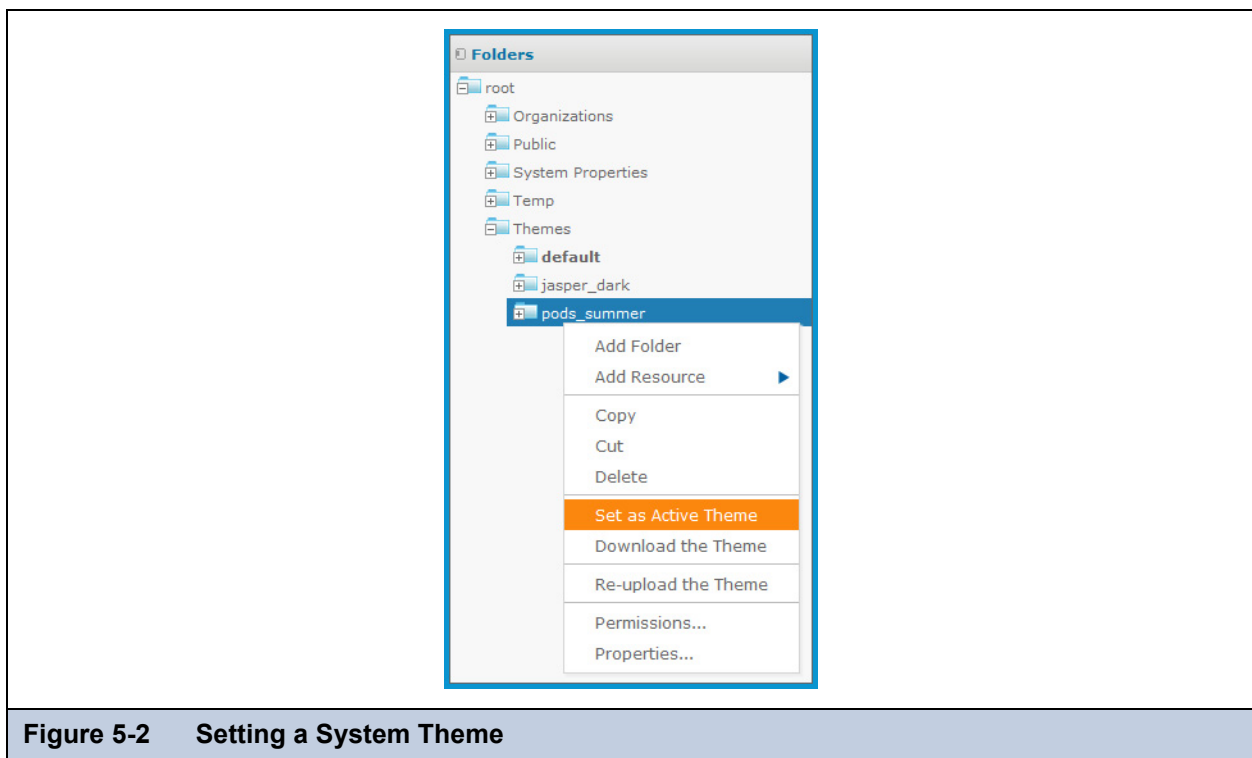 Folders
root
Organizations
Public
System Properties
Temp
Themes
default
jasper_dark
pods_summer
Add Folder
Add Resource
Copy
Cut
Delete
Set as Active Theme
Download the Theme
Re-upload the Theme
Permissions...
Properties...
Figure 5-2 Setting a System Theme